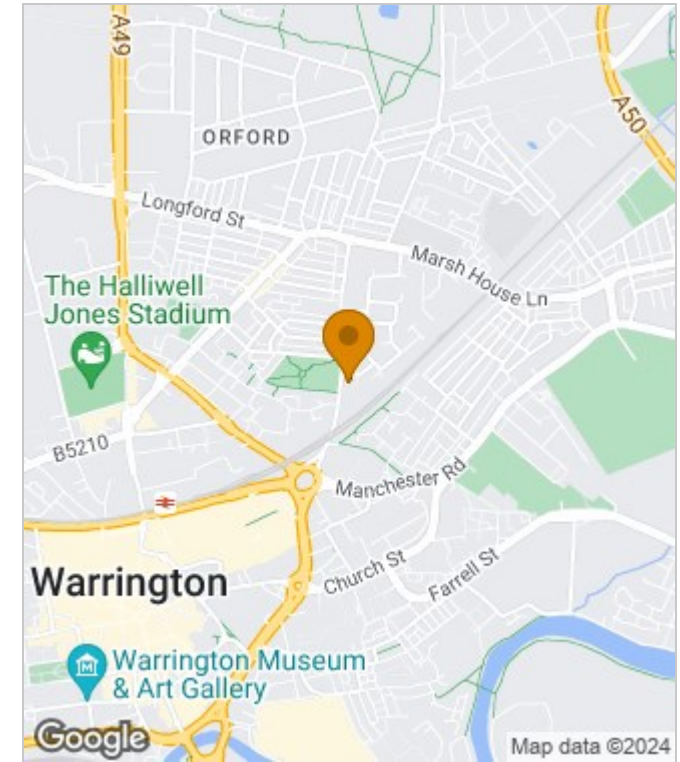 A49
A50
ORFORD
Longford St
Marsh House Ln
The Halliwell
Jones Stadium
B5210
Manchester Rd
Church St
Farrell St
Warrington
Warrington Museum
& Art Gallery
Google
Map data ©2024